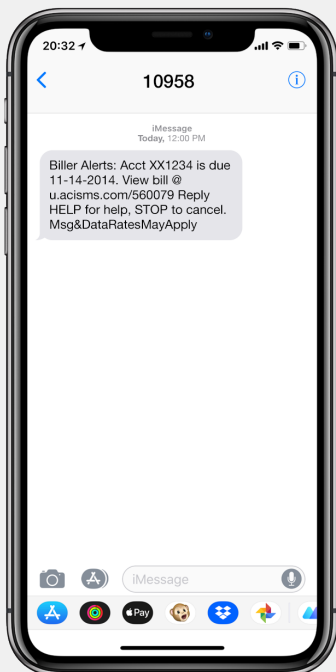 20:32
10958
iMessage
Today, 12:00 PM
Biller Alerts: Acct XX1234 is due
11-14-2014. View bill @
u.acisms.com/560079 Reply
HELP for help, STOP to cancel.
Msg&DataRatesMayApply
iMessage
Pay